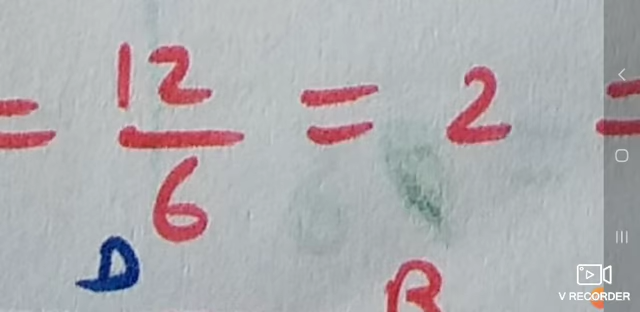 = 12/6 = 2 =
D
B
V RECORDER